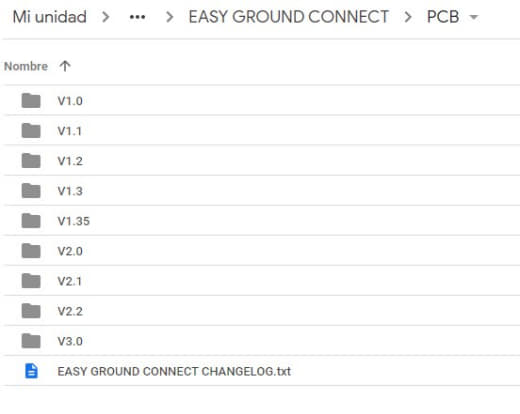 Mi unidad > ... > EASY GROUND CONNECT > PCB
Nombre ↑
V1.0
V1.1
V1.2
V1.3
V1.35
V2.0
V2.1
V2.2
V3.0
EASY GROUND CONNECT CHANGELOG.txt